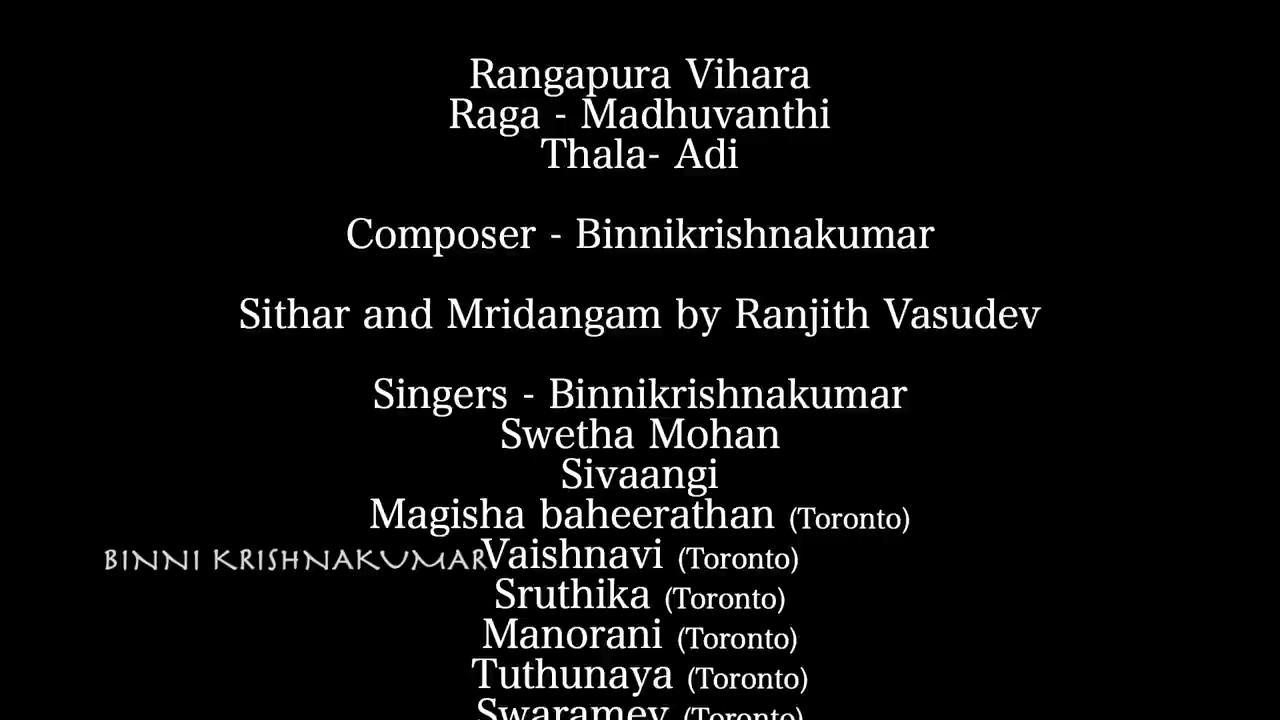 Rangapura Vihara
Raga - Madhuvanthi
Thala- Adi
Composer - Binnikrishnakumar
Sithar and Mridangam by Ranjith Vasudev
Singers - Binnikrishnakumar
Swetha Mohan
Sivaangi
Magisha baheerathan (Toronto)
BINNI KRISHNAKUMAR
Vaishnavi (Toronto)
Sruthika (Toronto)
Manorani (Toronto)
Tuthunaya (Toronto)
(Toronto)